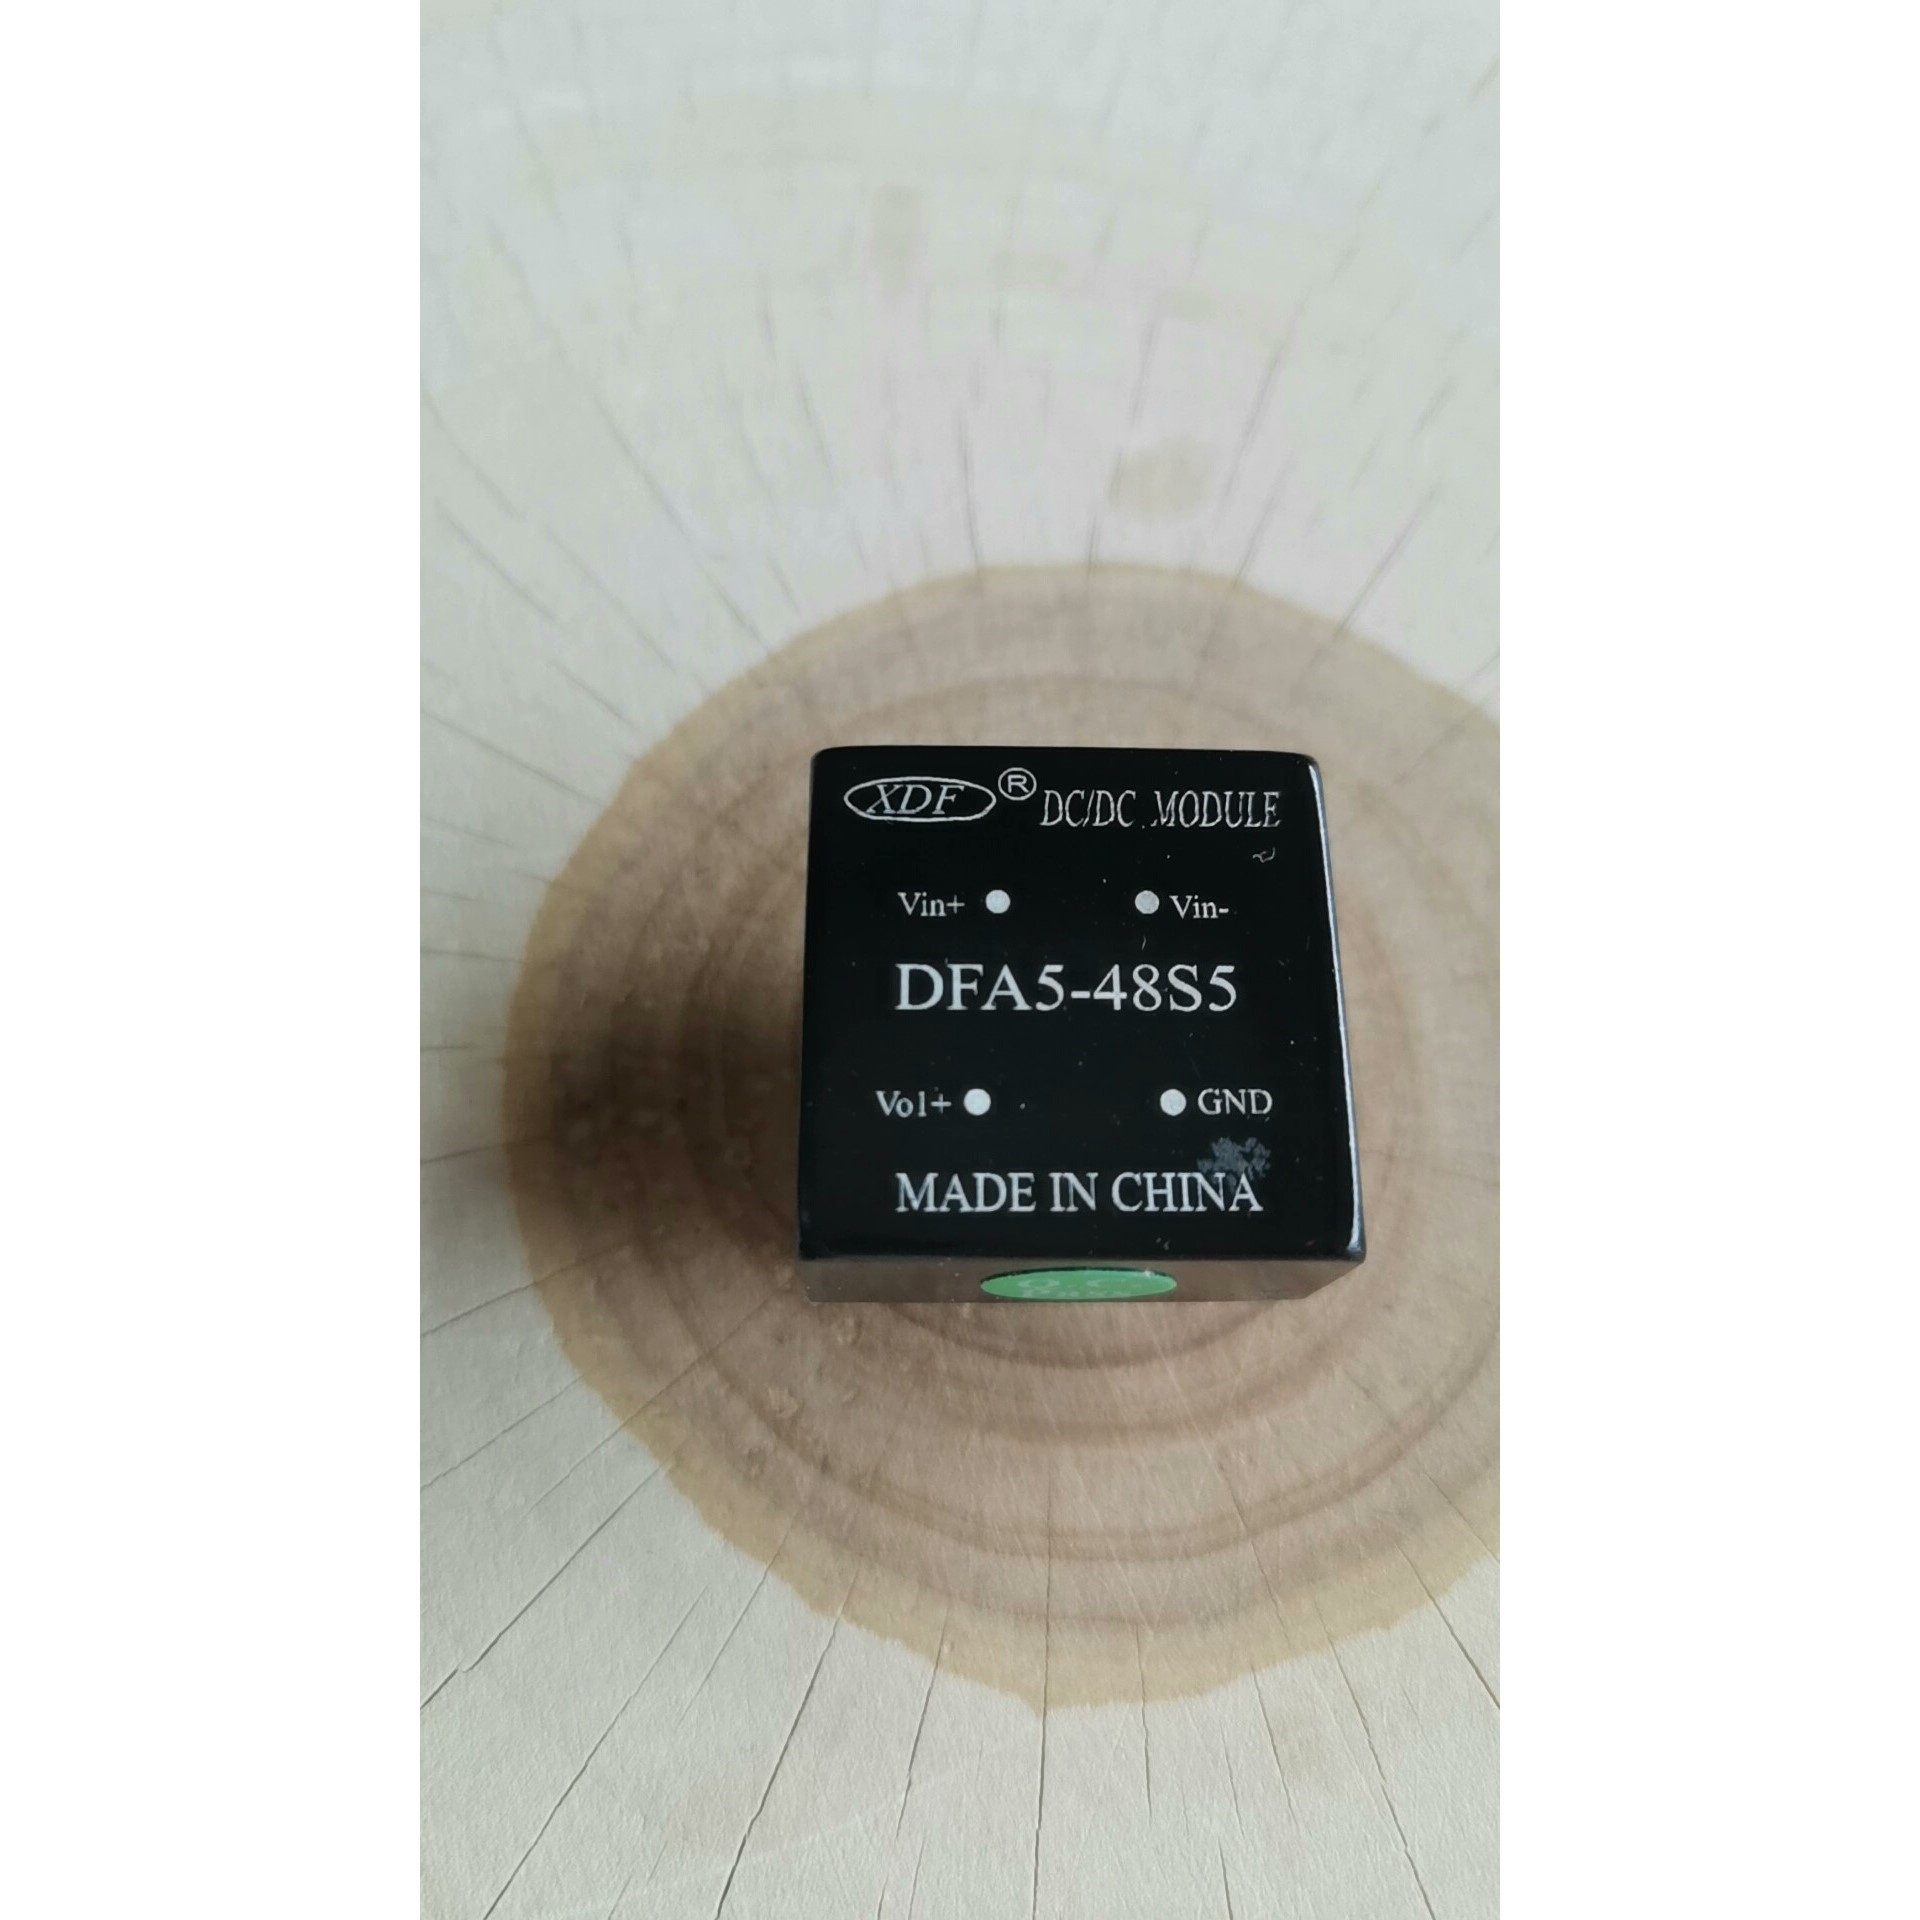 XDF® DC/DC MODULE
Vin+ Vin-
DFA5-48S5
Vo1+ GND
MADE IN CHINA